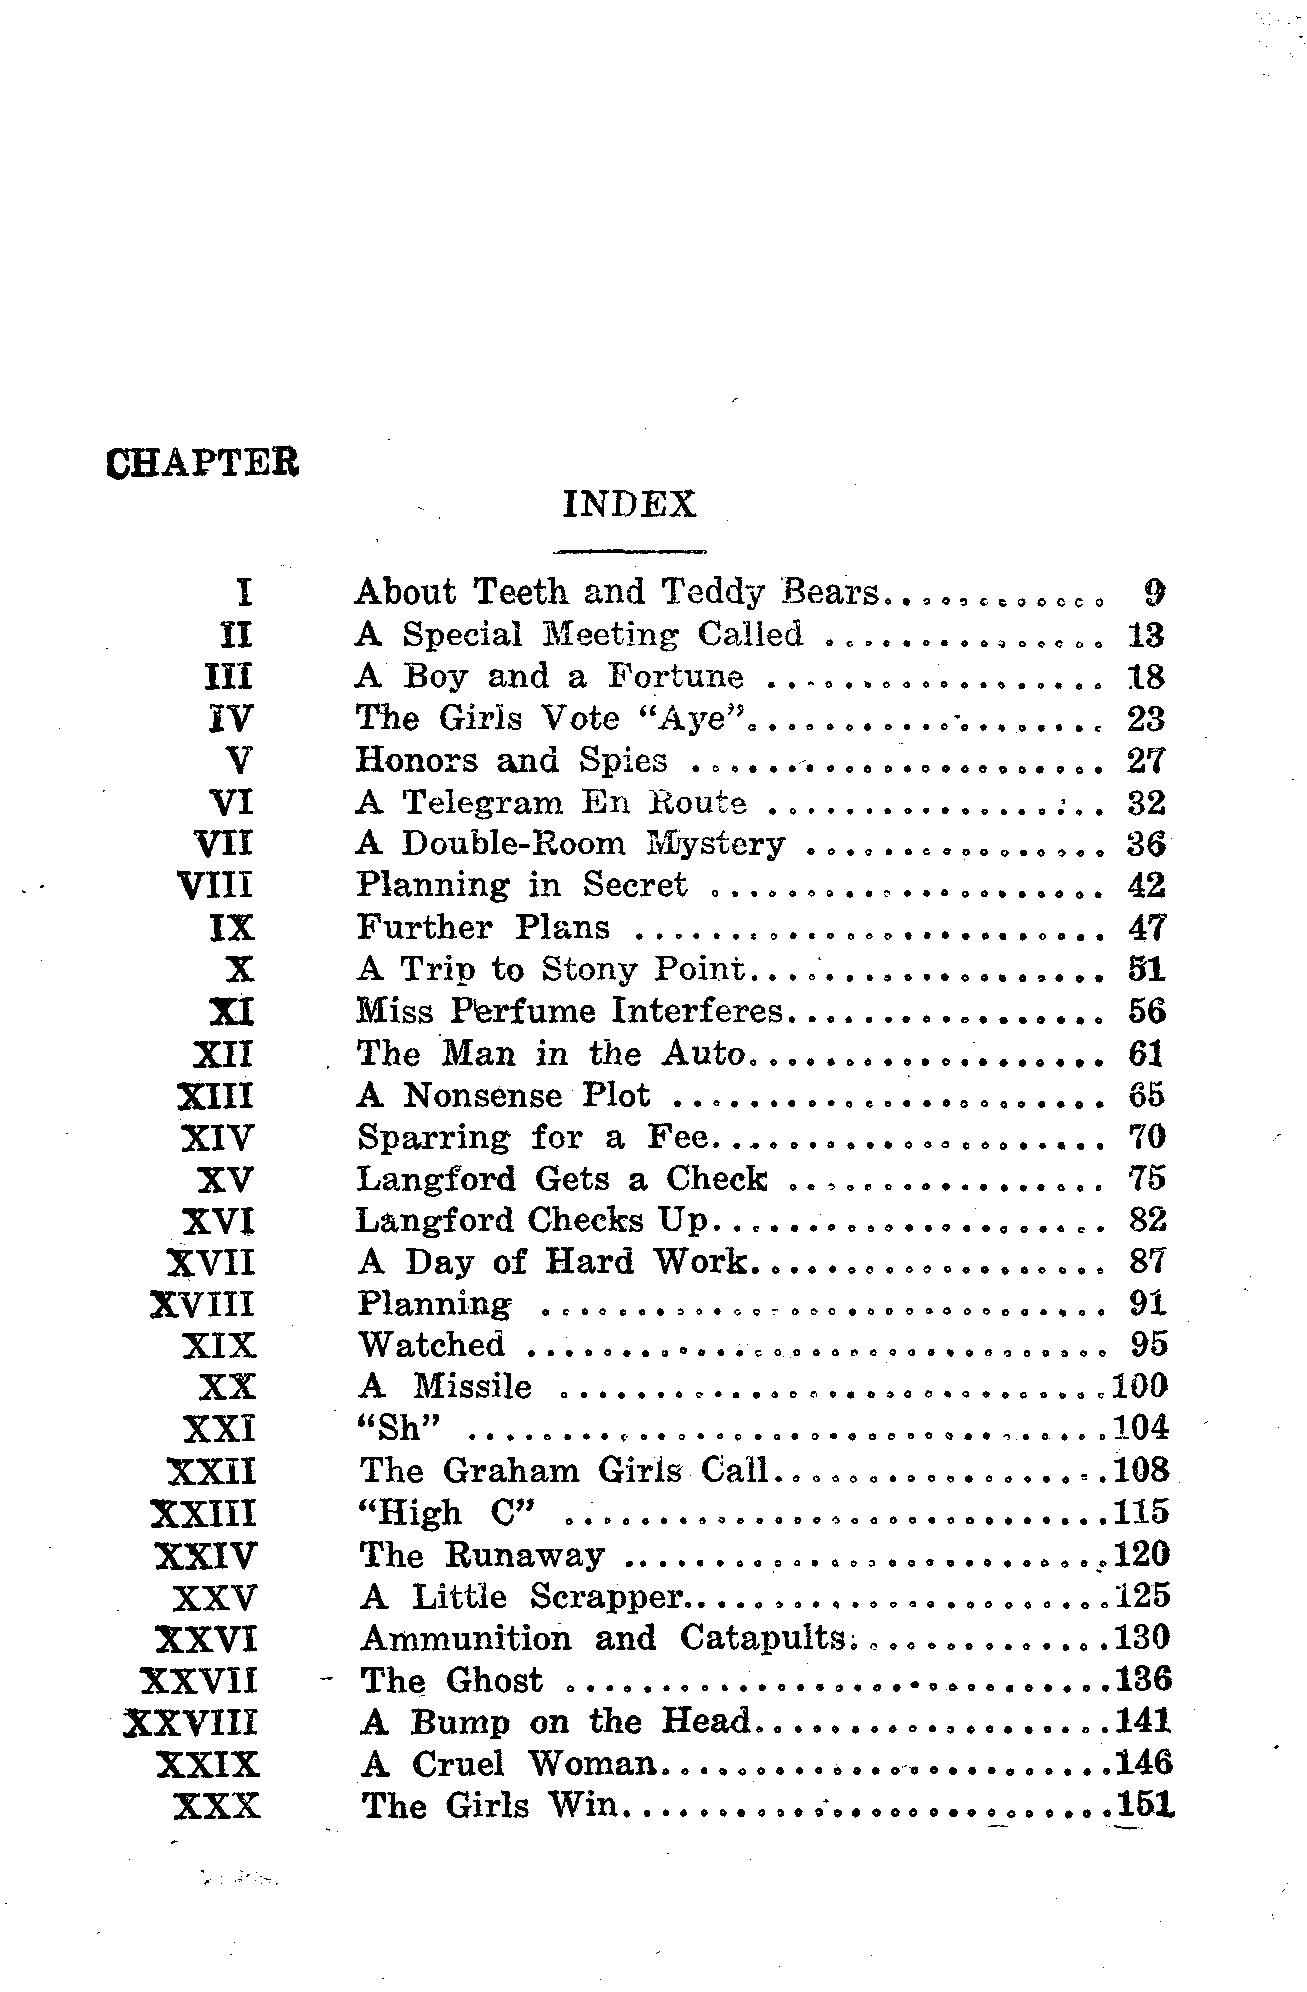 CHAPTER
INDEX
I About Teeth and Teddy Bears............ 9
II A Special Meeting Called ............... 13
III A Boy and a Fortune .................. 18
IV The Girls Vote “Aye”................... 23
V Honors and Spies ...................... 27
VI A Telegram En Route .................. 32
VII A Double-Room Mystery ................ 36
VIII Planning in Secret ..................... 42
IX Further Plans ......................... 47
X A Trip to Stony Point................... 51
XI Miss Perfume Interferes................. 56
XII The Man in the Auto................... 61
XIII A Nonsense Plot ....................... 65
XIV Sparring for a Fee..................... 70
XV Langford Gets a Check ................. 75
XVI Langford Checks Up..................... 82
XVII A Day of Hard Work................... 87
XVIII Planning .............................. 91
XIX Watched ............................... 95
XX A Missile .............................100
XXI “Sh” ..................................104
XXII The Graham Girls Call..................108
XXIII “High C” .............................115
XXIV The Runaway ..........................120
XXV A Little Scrapper.......................125
XXVI Ammunition and Catapults..............130
XXVII The Ghost .............................136
XXVIII A Bump on the Head...................141
XXIX A Cruel Woman........................146
XXX The Girls Win..........................151